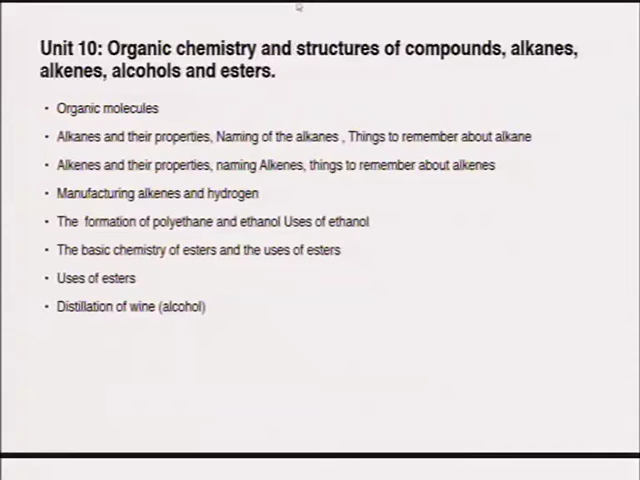 Unit 10: Organic chemistry and structures of compounds, alkanes,
alkenes, alcohols and esters.
• Organic molecules
• Alkanes and their properties, Naming of the alkanes , Things to remember about alkane
• Alkenes and their properties, naming Alkenes, things to remember about alkenes
• Manufacturing alkenes and hydrogen
• The formation of polyethane and ethanol Uses of ethanol
• The basic chemistry of esters and the uses of esters
• Uses of esters
• Distillation of wine (alcohol)